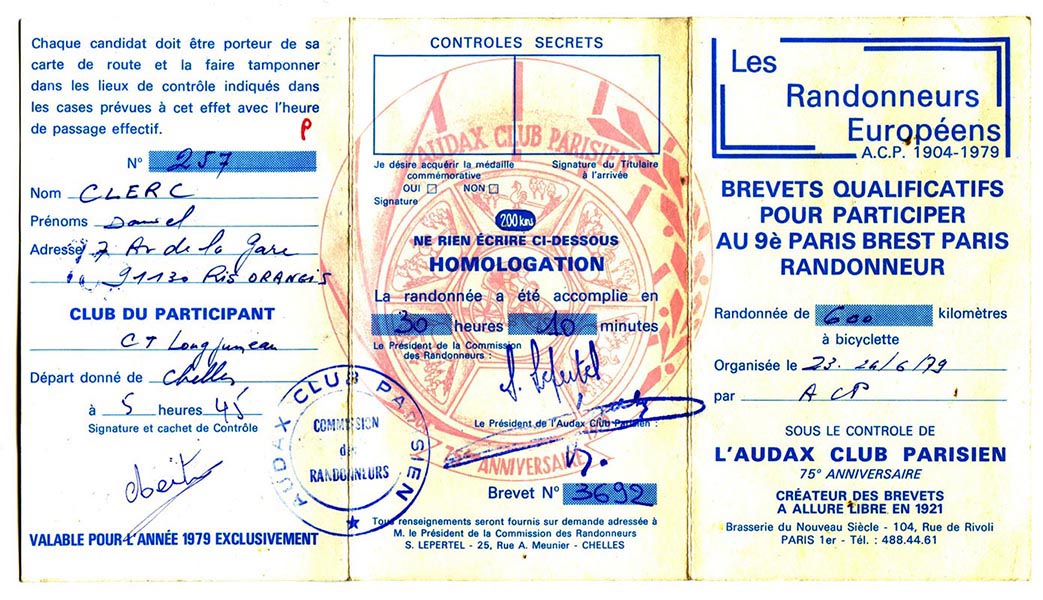 Chaque candidat doit être porteur de sa
carte de route et la faire tamponner
dans les lieux de contrôle indiqués dans
les cases prévues à cet effet avec l'heure
de passage effectif.
P
N° 257
Nom CLERC
Prénoms Daniel
Adresse 7 Av de la Gare
91130 RIS ORANGIS
CLUB DU PARTICIPANT
CT Longjumeau
Départ donné de Chelles
à 5 heures 45
Signature et cachet de Contrôle
VALABLE POUR L'ANNÉE 1979 EXCLUSIVEMENT
AUDAX CLUB PARISIEN
COMMISSION
des
RANDONNEURS
CONTROLES SECRETS
AUDAX CLUB PARISIEN
Je désire acquérir la médaille
commémorative
OUI NON
Signature
Signature du Titulaire
à l'arrivée
200 kms
NE RIEN ÉCRIRE CI-DESSOUS
HOMOLOGATION
La randonnée a été accomplie en
30 heures 10 minutes
Le Président de la Commission
des Randonneurs :
S. Lepertel
Le Président de l'Audax Club Parisien :
75e ANNIVERSAIRE
Brevet N° 3692
Tous renseignements seront fournis sur demande adressée à
M. le Président de la Commission des Randonneurs
S. LEPERTEL - 25, Rue A. Meunier - CHELLES
Les
Randonneurs
Européens
A.C.P. 1904-1979
BREVETS QUALIFICATIFS
POUR PARTICIPER
AU 9è PARIS BREST PARIS
RANDONNEUR
Randonnée de 600 kilomètres
à bicyclette
Organisée le 23.24/6/79
par ACP
SOUS LE CONTROLE DE
L'AUDAX CLUB PARISIEN
75e ANNIVERSAIRE
CRÉATEUR DES BREVETS
A ALLURE LIBRE EN 1921
Brasserie du Nouveau Siècle - 104, Rue de Rivoli
PARIS 1er - Tél. : 488.44.61